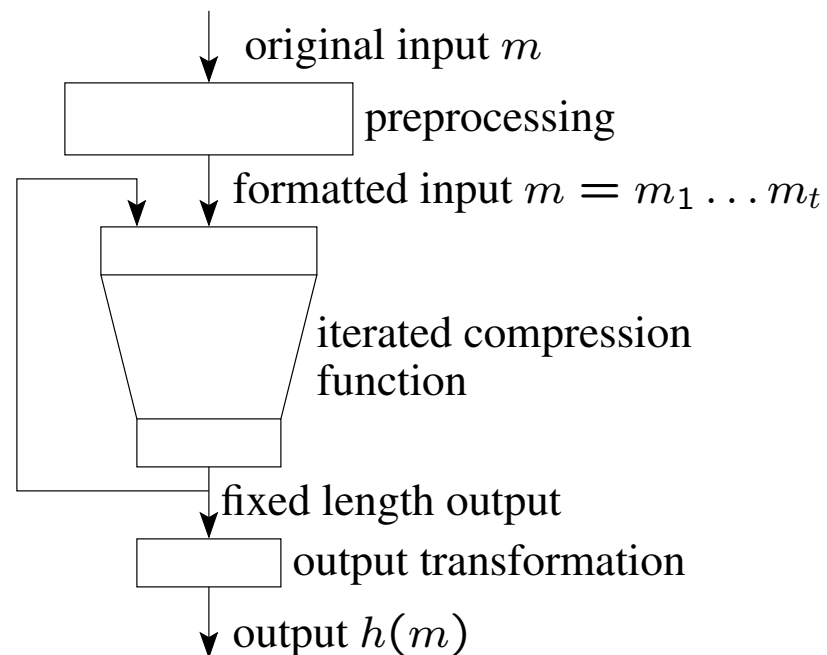 original input m
preprocessing
formatted input m = m₁ … mₜ
iterated compression
function
fixed length output
output transformation
output h(m)